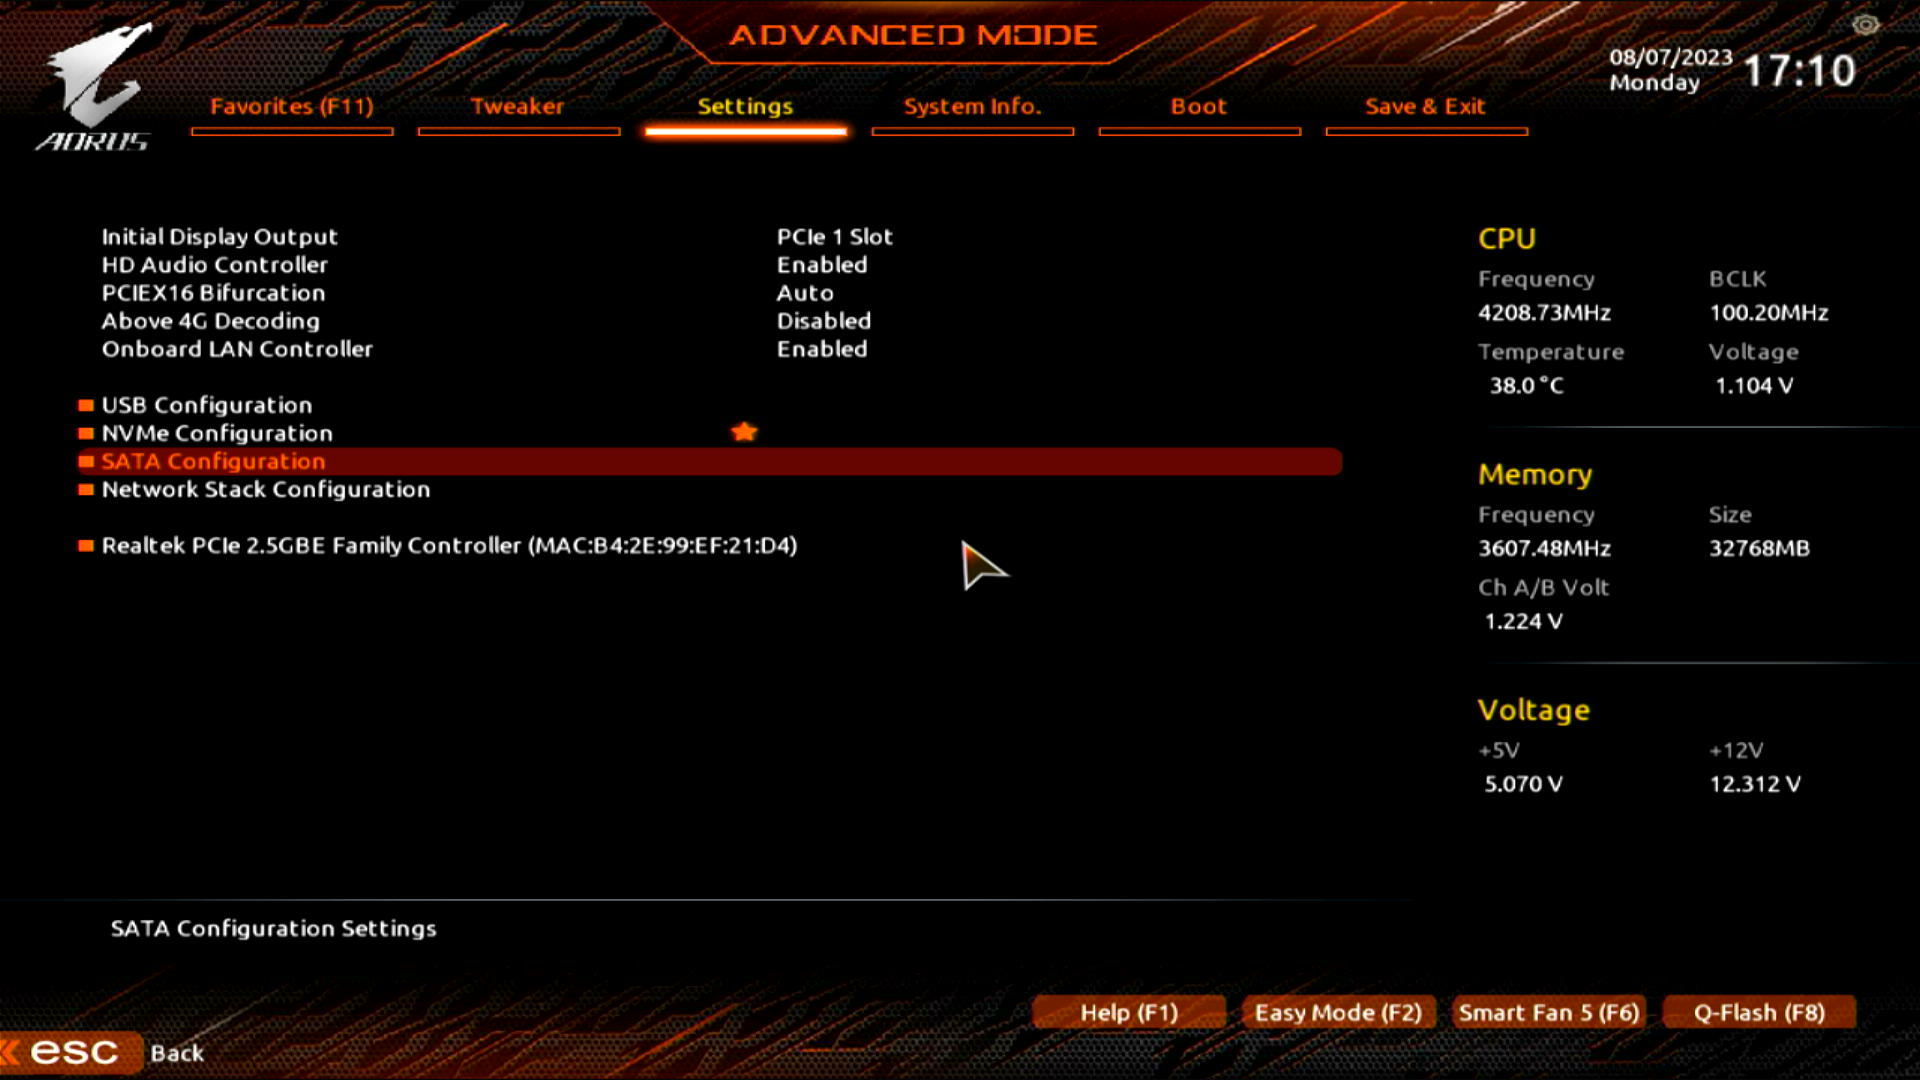 ADVANCED MODE
08/07/2023
Monday
17:10
AORUS
Favorites (F11)
Tweaker
Settings
System Info.
Boot
Save & Exit
Initial Display Output PCIe 1 Slot
HD Audio Controller Enabled
PCIEX16 Bifurcation Auto
Above 4G Decoding Disabled
Onboard LAN Controller Enabled
USB Configuration
NVMe Configuration
SATA Configuration
Network Stack Configuration
Realtek PCIe 2.5GBE Family Controller (MAC:B4:2E:99:EF:21:D4)
CPU
Frequency BCLK
4208.73MHz 100.20MHz
Temperature Voltage
38.0 °C 1.104 V
Memory
Frequency Size
3607.48MHz 32768MB
Ch A/B Volt
1.224 V
Voltage
+5V +12V
5.070 V 12.312 V
SATA Configuration Settings
Help (F1)
Easy Mode (F2)
Smart Fan 5 (F6)
Q-Flash (F8)
esc Back